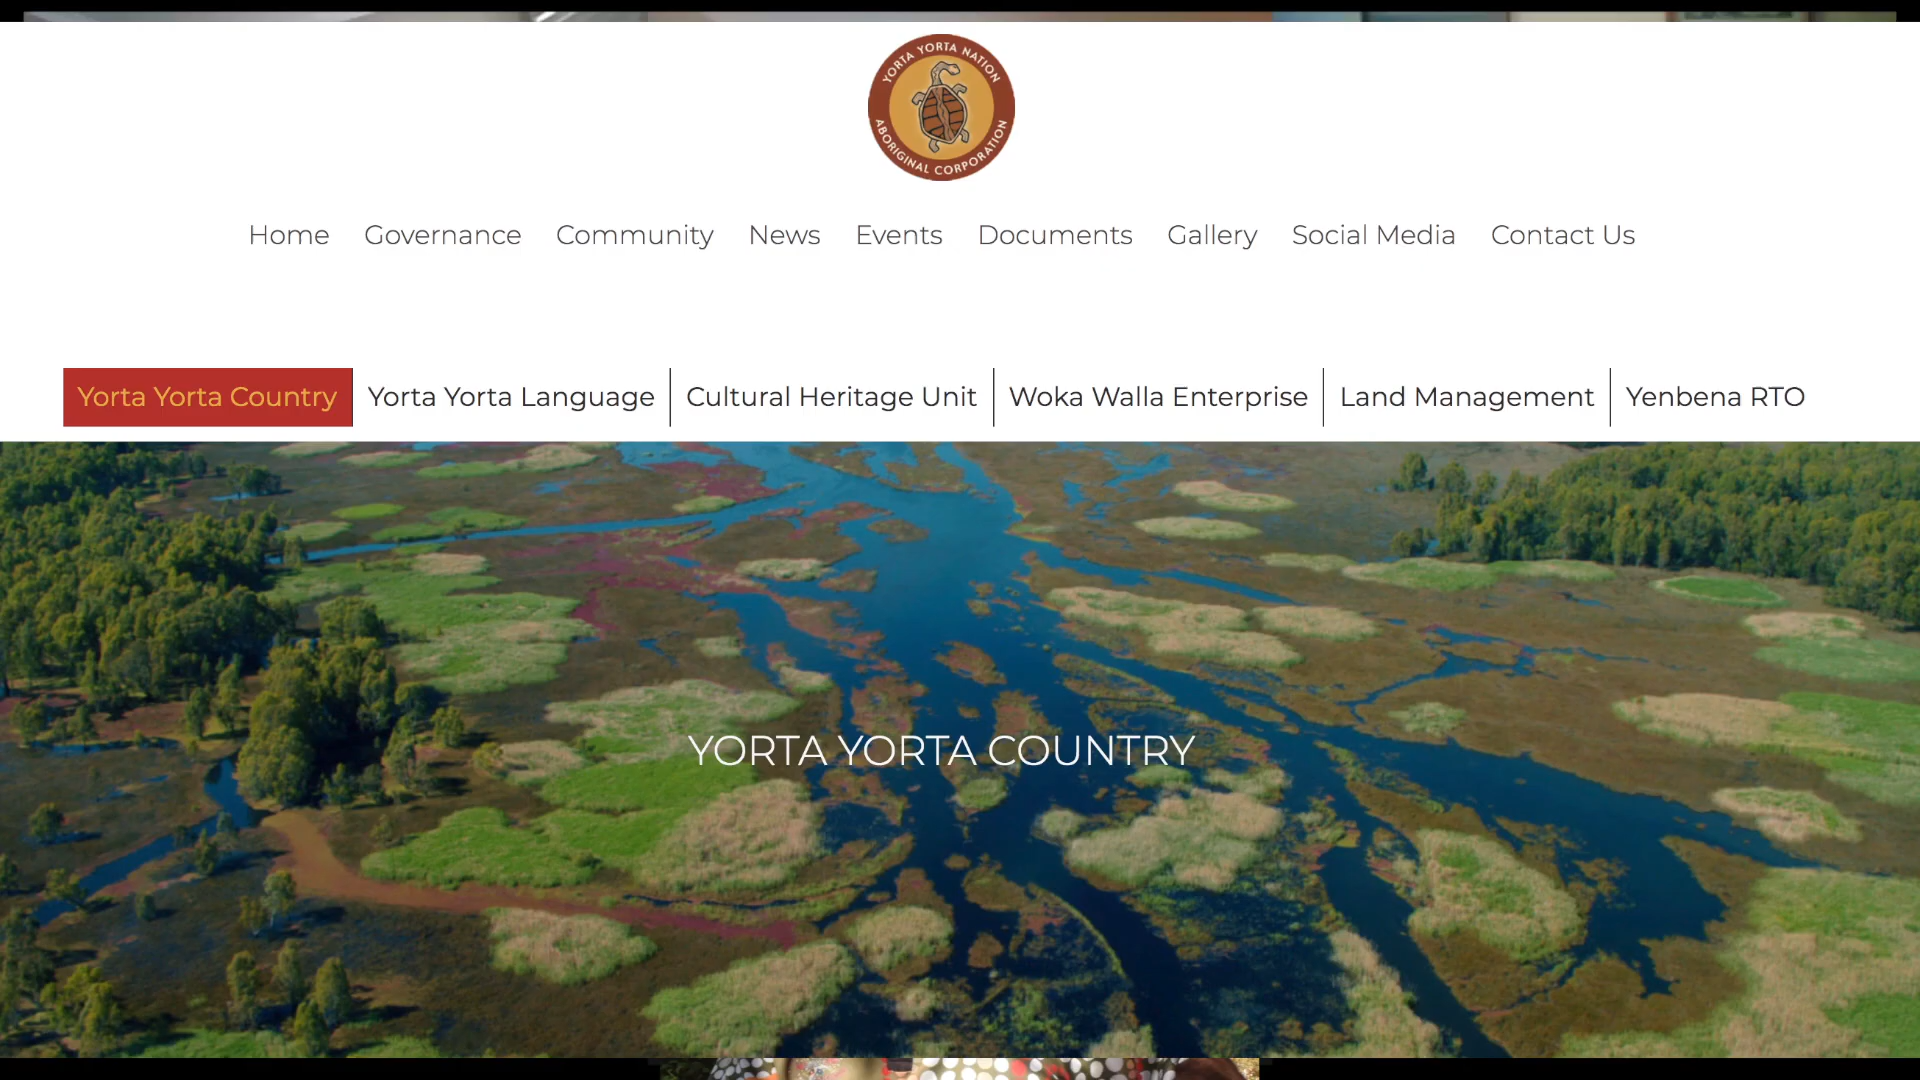 YORTA YORTA NATION
ABORIGINAL CORPORATION
Home Governance Community News Events Documents Gallery Social Media Contact Us
Yorta Yorta Country Yorta Yorta Language Cultural Heritage Unit Woka Walla Enterprise Land Management Yenbena RTO
YORTA YORTA COUNTRY